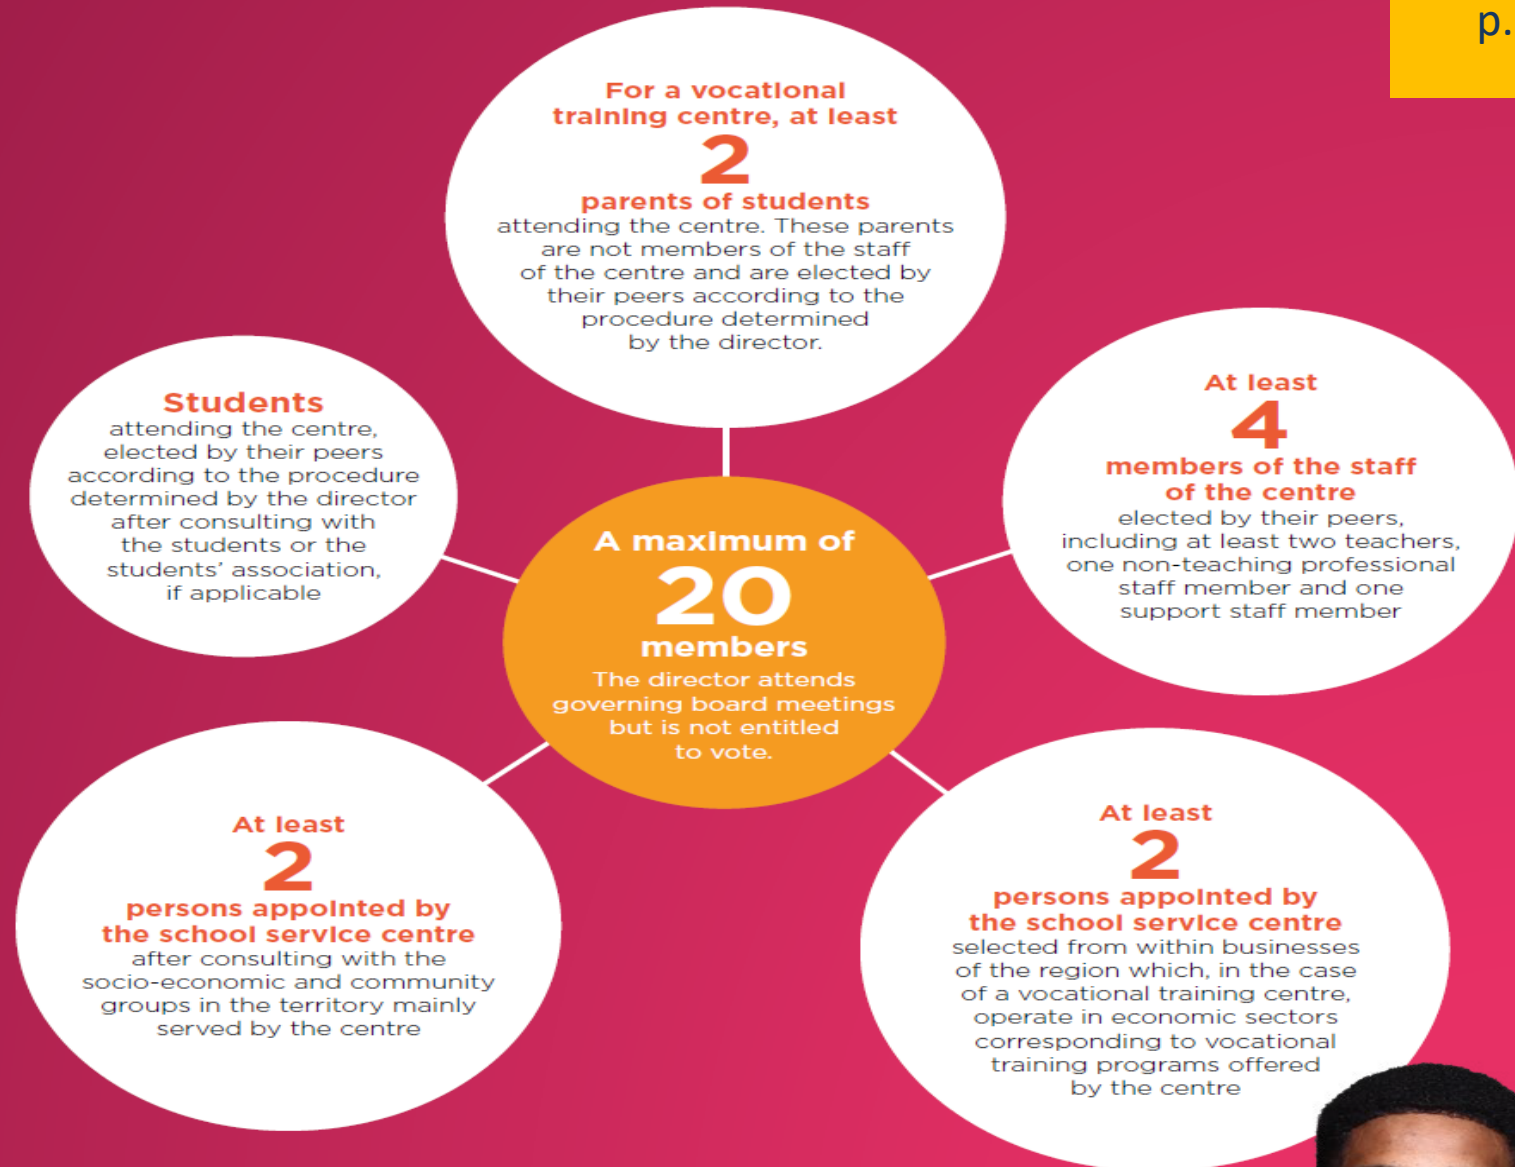 p.
For a vocational
training centre, at least
2
parents of students
attending the centre. These parents
are not members of the staff
of the centre and are elected by
their peers according to the
procedure determined
by the director.
Students
attending the centre,
elected by their peers
according to the procedure
determined by the director
after consulting with
the students or the
students’ association,
if applicable
At least
4
members of the staff
of the centre
elected by their peers,
including at least two teachers,
one non-teaching professional
staff member and one
support staff member
A maximum of
20
members
The director attends
governing board meetings
but is not entitled
to vote.
At least
2
persons appointed by
the school service centre
after consulting with the
socio-economic and community
groups in the territory mainly
served by the centre
At least
2
persons appointed by
the school service centre
selected from within businesses
of the region which, in the case
of a vocational training centre,
operate in economic sectors
corresponding to vocational
training programs offered
by the centre